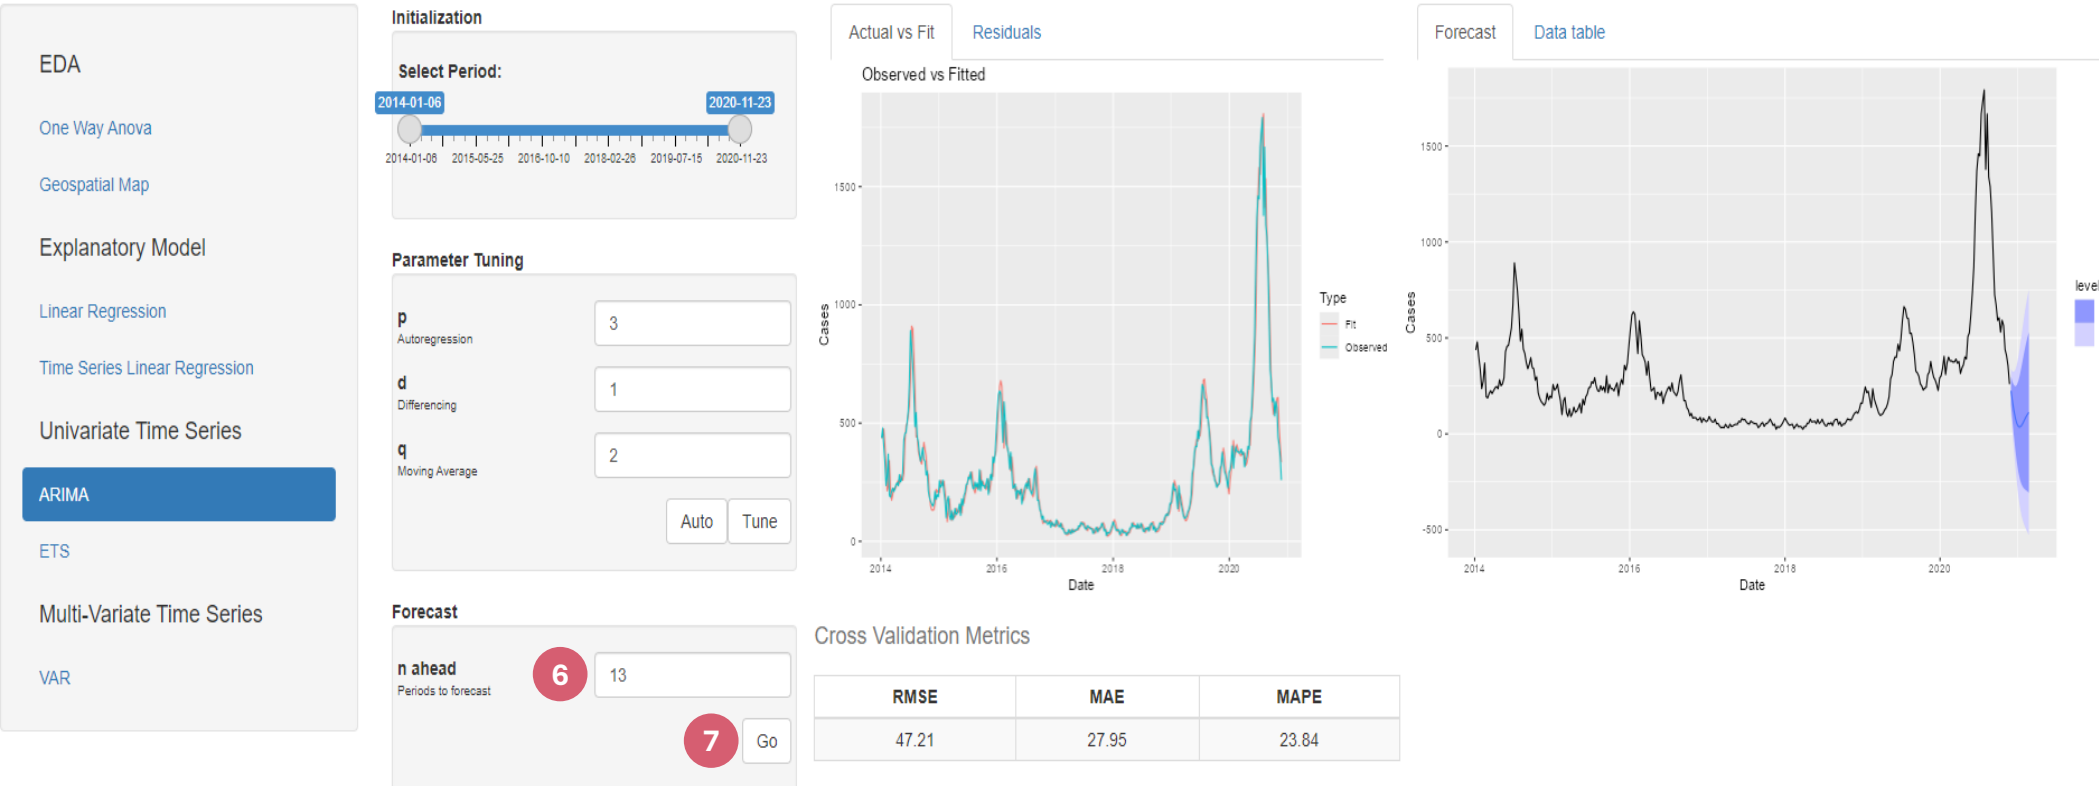 EDA
One Way Anova
Geospatial Map
Explanatory Model
Linear Regression
Time Series Linear Regression
Univariate Time Series
ARIMA
ETS
Multi-Variate Time Series
VAR
Initialization
Select Period:
2014-01-06 2020-11-23
2014-01-06 2015-05-25 2016-10-10 2018-02-26 2019-07-15 2020-11-23
Parameter Tuning
p
Autoregression
3
d
Differencing
1
q
Moving Average
2
Auto Tune
Forecast
n ahead
Periods to forecast
6
13
7
Go
Actual vs Fit Residuals
Observed vs Fitted
1500
1000
500
0
Cases
2014 2016 2018 2020
Date
Type
Fit
Observed
Cross Validation Metrics
RMSE MAE MAPE
47.21 27.95 23.84
Forecast Data table
1500
1000
500
0
-500
Cases
2014 2016 2018 2020
Date
level